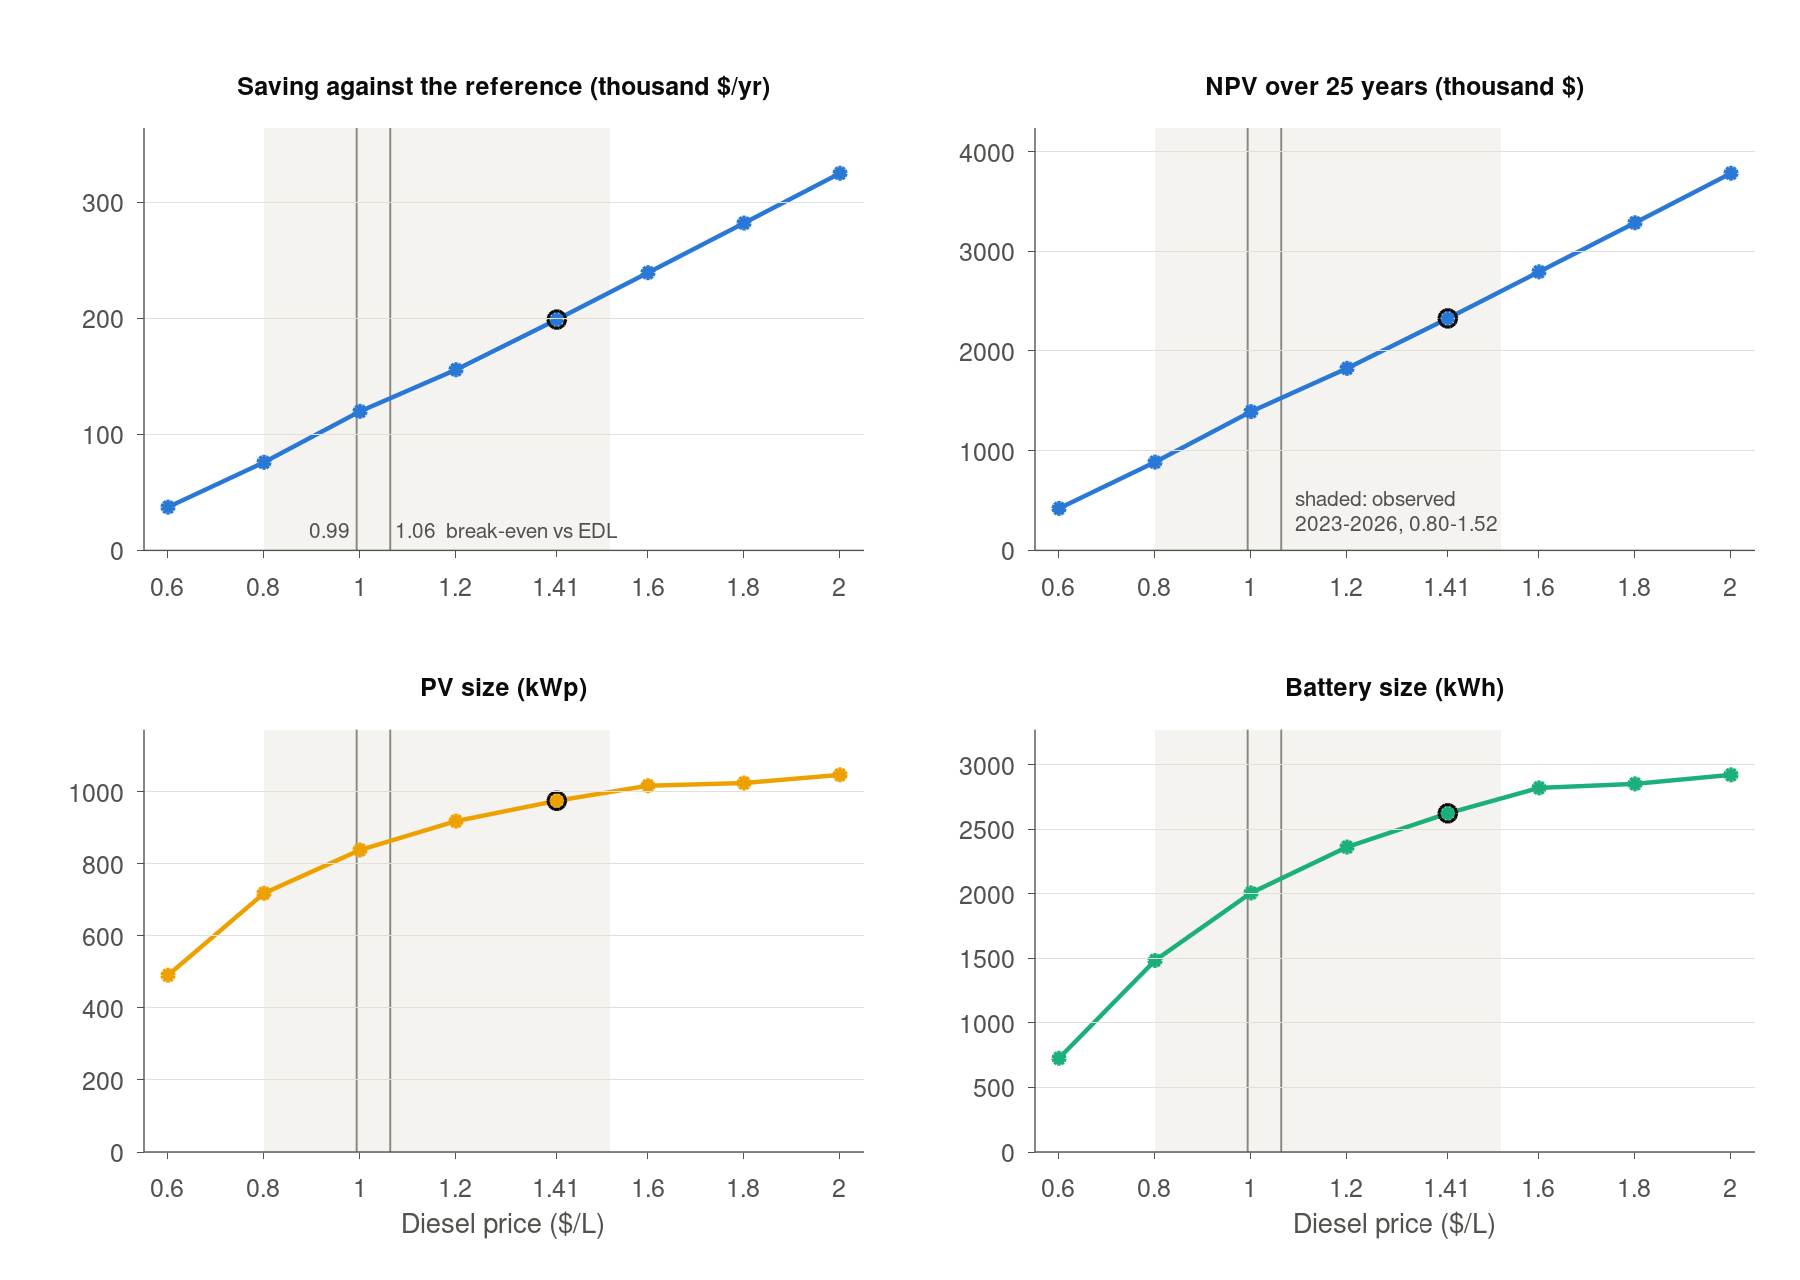 Saving against the reference (thousand $/yr)
300
200
100
0
0.99
1.06 break-even vs EDL
0.6 0.8 1 1.2 1.41 1.6 1.8 2
NPV over 25 years (thousand $)
4000
3000
2000
1000
0
shaded: observed
2023-2026, 0.80-1.52
0.6 0.8 1 1.2 1.41 1.6 1.8 2
PV size (kWp)
1000
800
600
400
200
0
0.6 0.8 1 1.2 1.41 1.6 1.8 2
Diesel price ($/L)
Battery size (kWh)
3000
2500
2000
1500
1000
500
0
0.6 0.8 1 1.2 1.41 1.6 1.8 2
Diesel price ($/L)